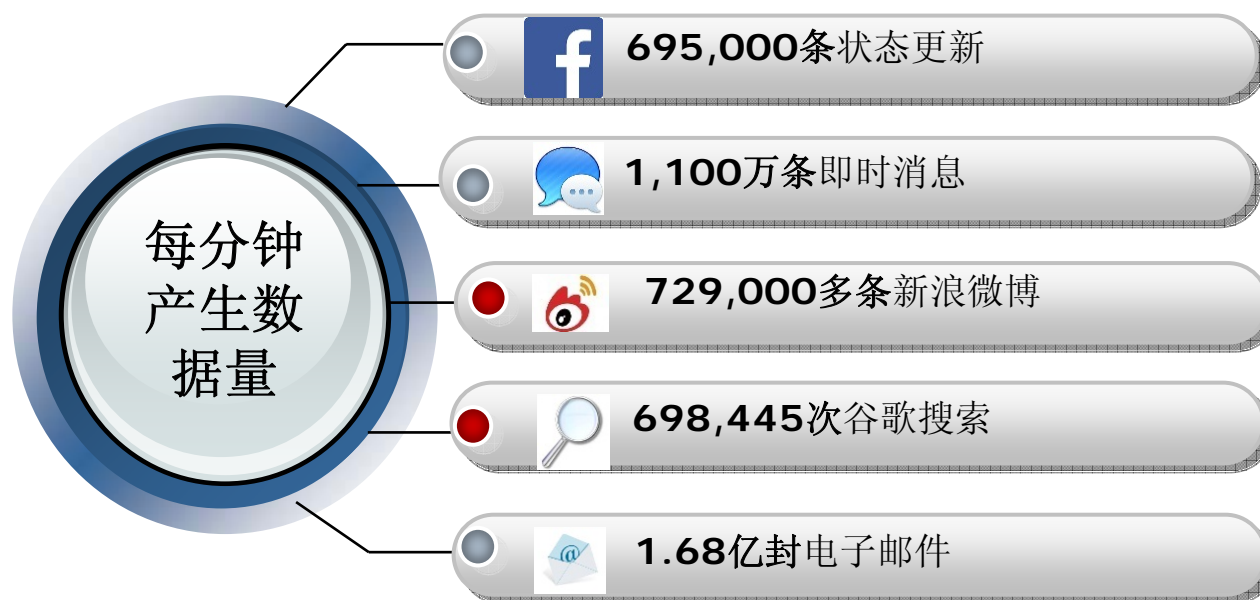 每分钟
产生数
据量
695,000条状态更新
1,100万条即时消息
729,000多条新浪微博
698,445次谷歌搜索
1.68亿封电子邮件